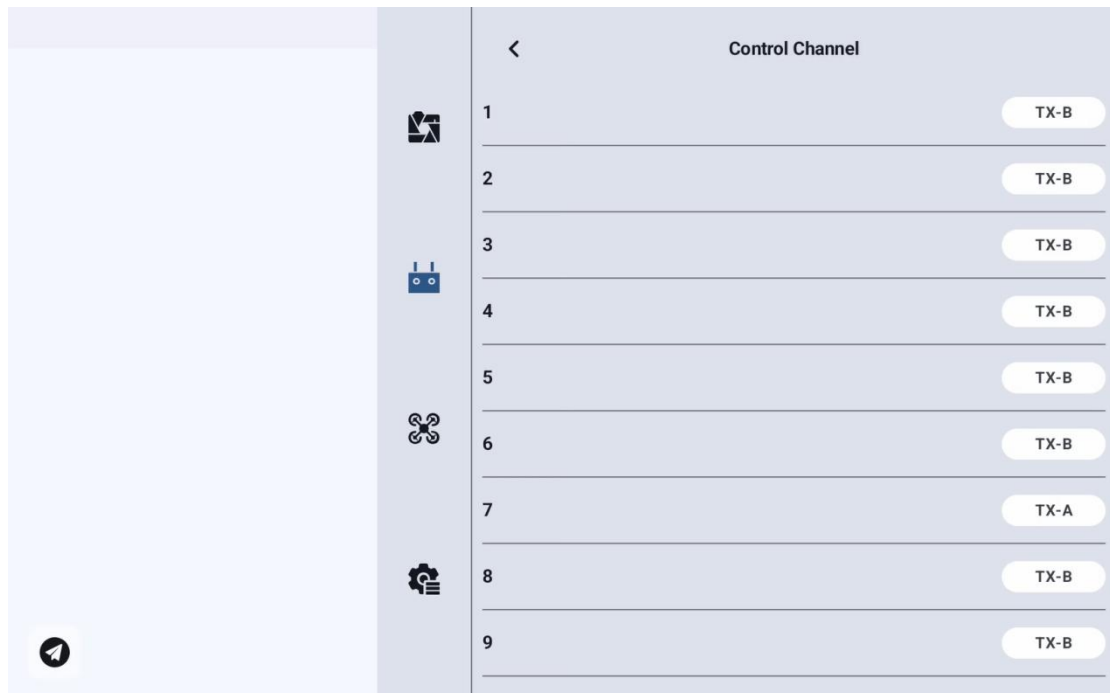 Control Channel
1 TX-B
2 TX-B
3 TX-B
4 TX-B
5 TX-B
6 TX-B
7 TX-A
8 TX-B
9 TX-B